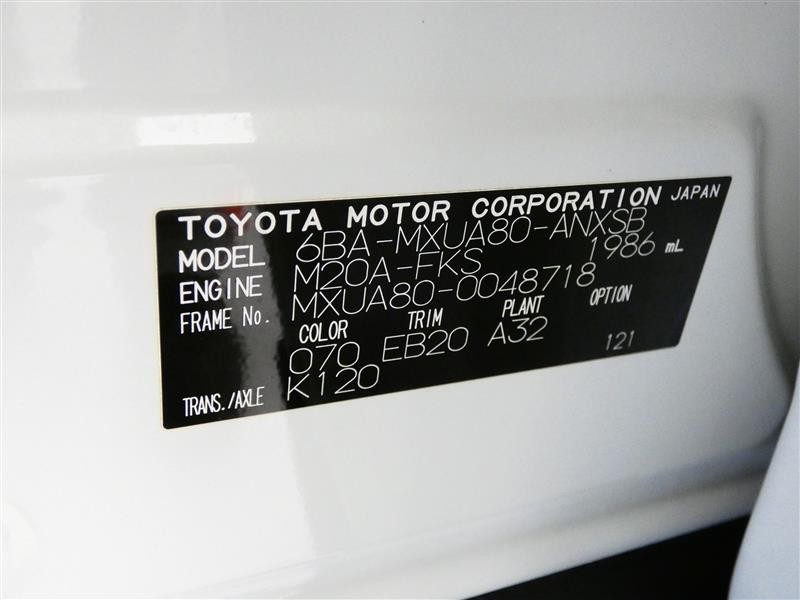 TOYOTA MOTOR CORPORATION JAPAN
MODEL 6BA-MXUA80-ANXSB
ENGINE M20A-FKS 1986 mL
FRAME No. MXUA80-0048718
COLOR TRIM PLANT OPTION
070 EB20 A32 121
TRANS./AXLE K120